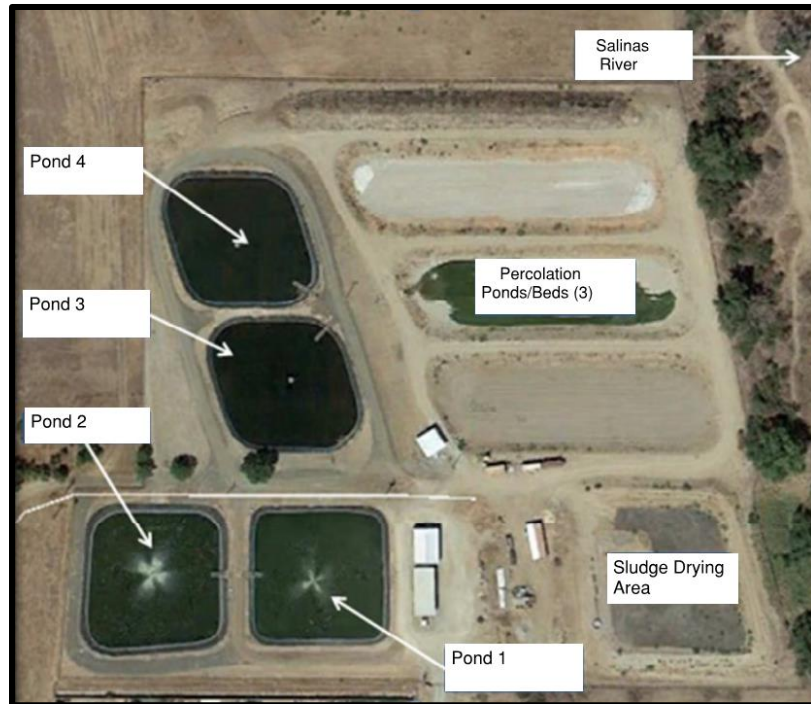 Salinas
River
Pond 4
Percolation
Ponds/Beds (3)
Pond 3
Pond 2
Sludge Drying
Area
Pond 1